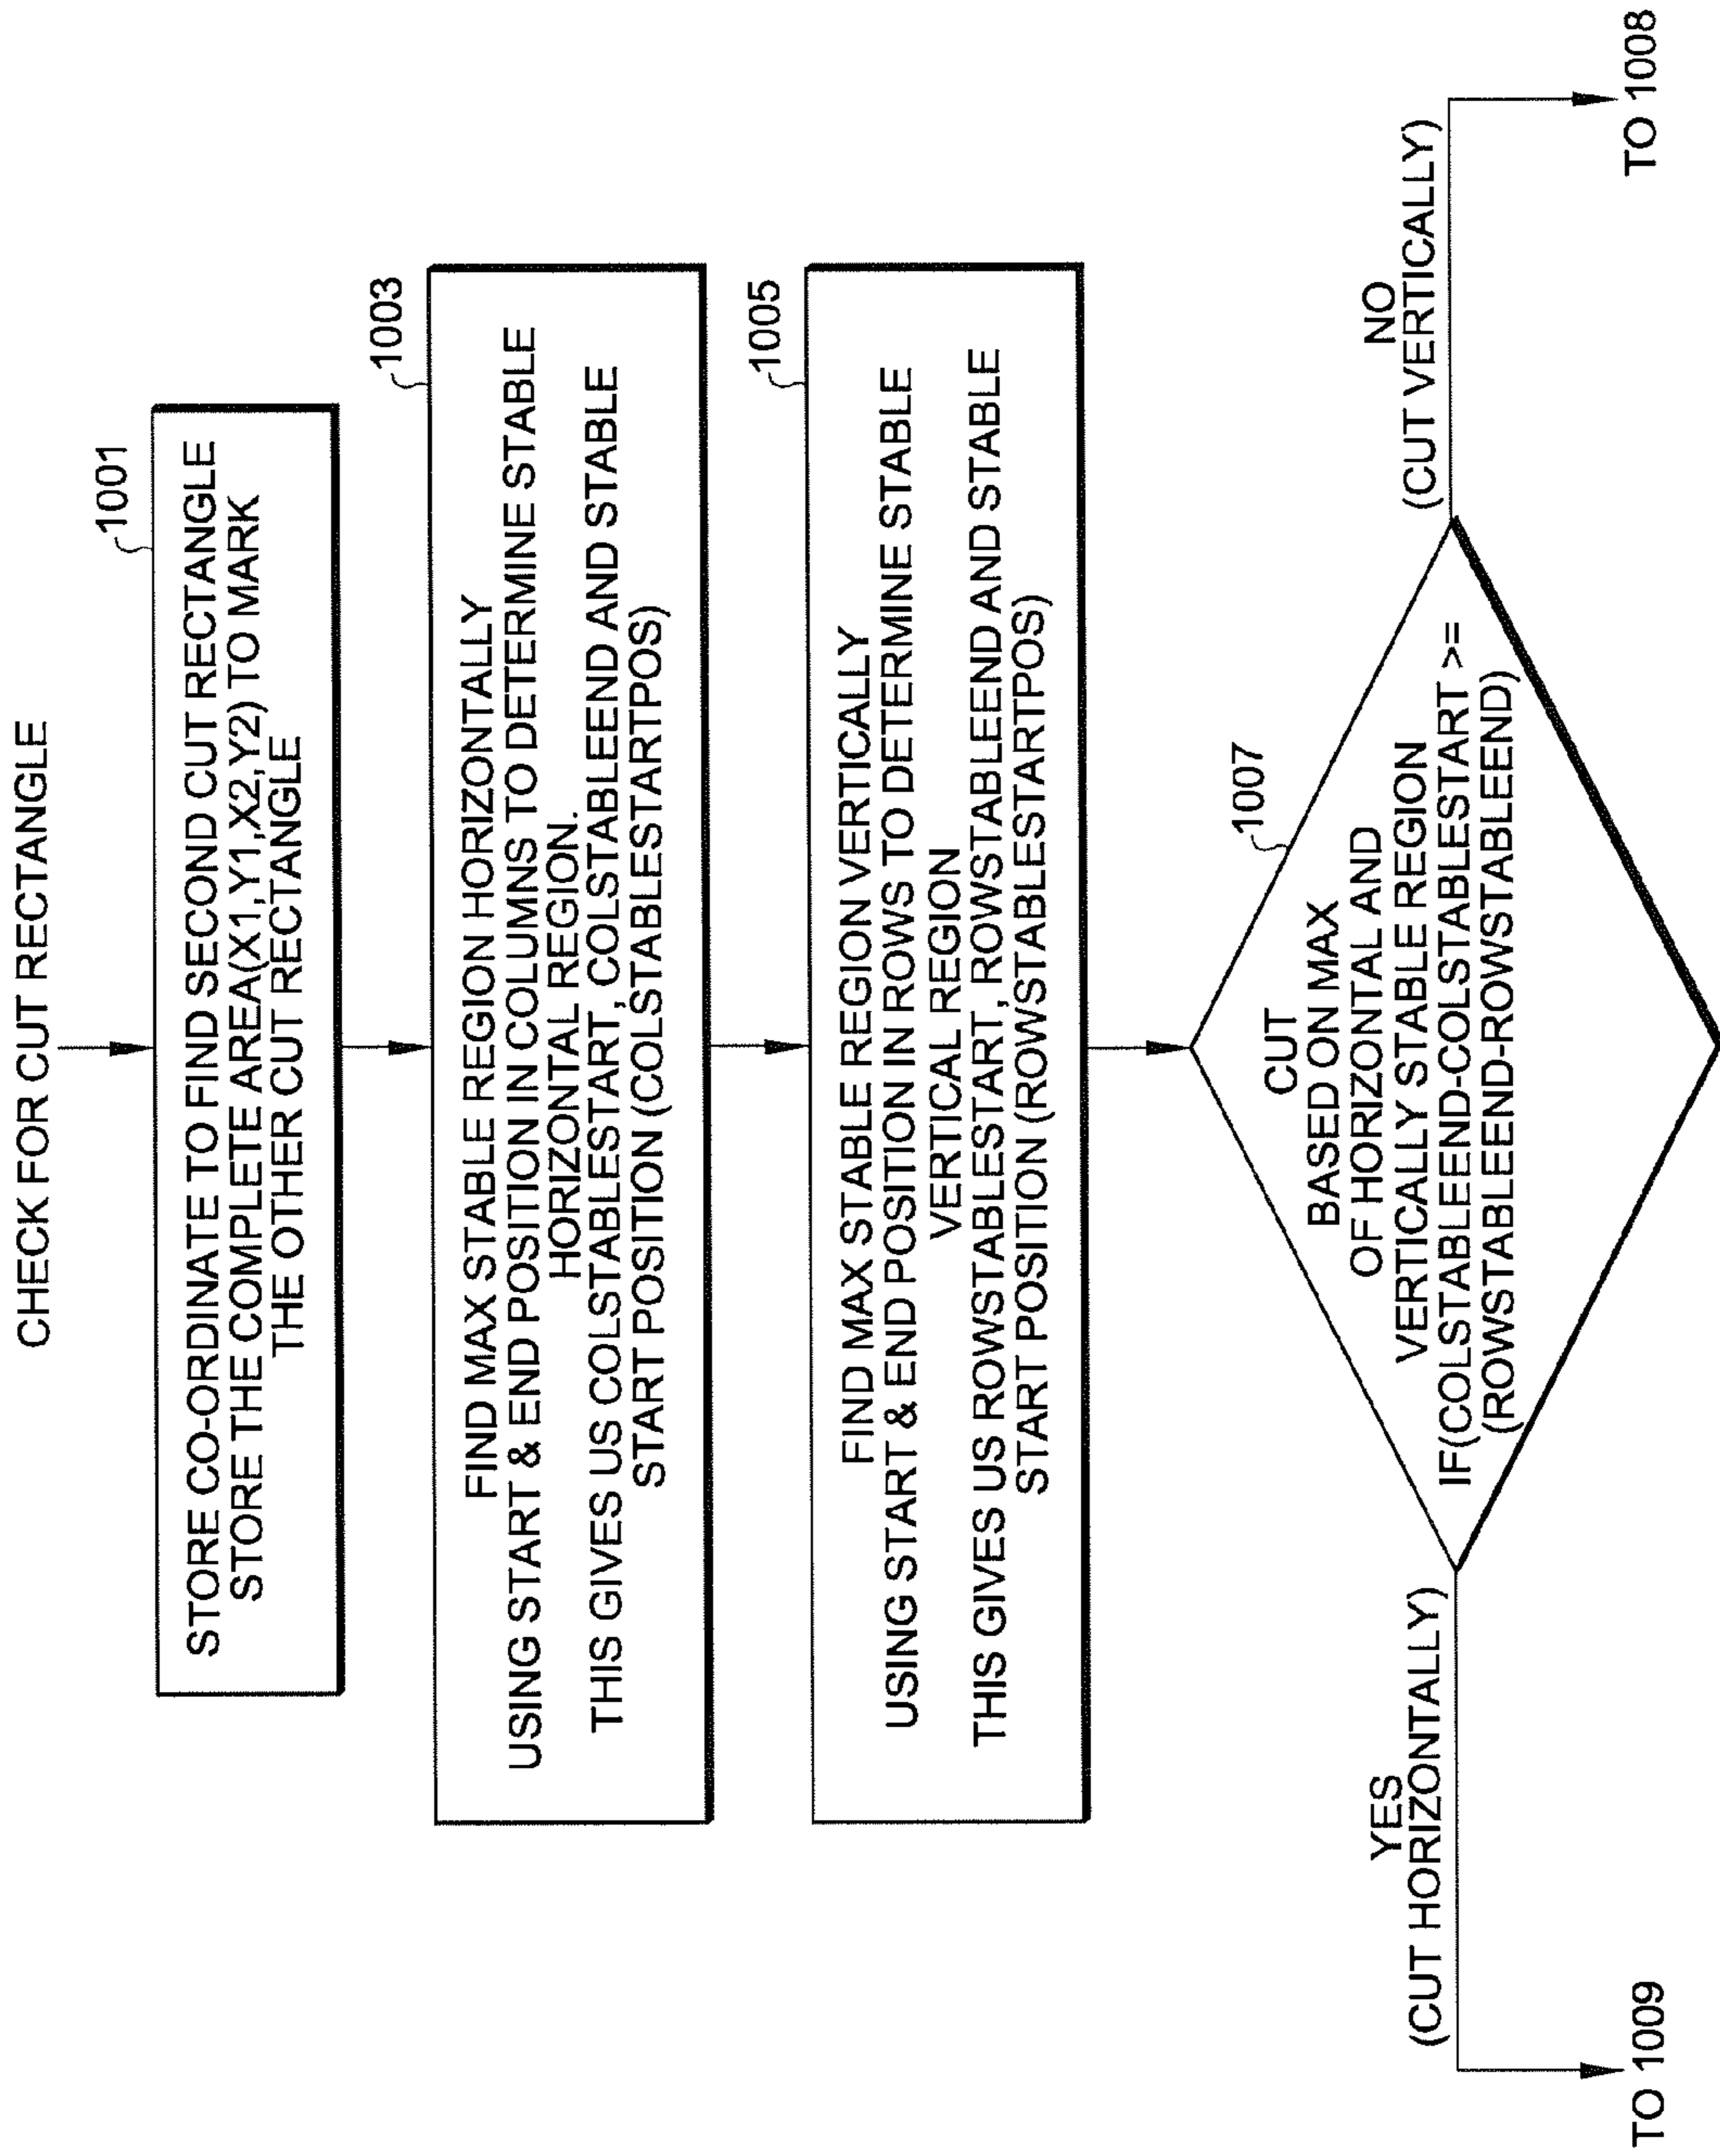 CHECK FOR CUT RECTANGLE
1001
STORE CO-ORDINATE TO FIND SECOND CUT RECTANGLE
STORE THE COMPLETE AREA(X1,Y1,X2,Y2) TO MARK
THE OTHER CUT RECTANGLE
1003
FIND MAX STABLE REGION HORIZONTALLY
USING START & END POSITION IN COLUMNS TO DETERMINE STABLE
HORIZONTAL REGION.
THIS GIVES US COLSTABLESTART, COLSTABLEEND AND STABLE
START POSITION (COLSTABLESTARTPOS)
1005
FIND MAX STABLE REGION VERTICALLY
USING START & END POSITION IN ROWS TO DETERMINE STABLE
VERTICAL REGION
THIS GIVES US ROWSTABLESTART, ROWSTABLEEND AND STABLE
START POSITION (ROWSTABLESTARTPOS)
1007
CUT
BASED ON MAX
OF HORIZONTAL AND
VERTICALLY STABLE REGION
IF(COLSTABLEEND-COLSTABLESTART >=
(ROWSTABLEEND-ROWSTABLEEND)
YES
(CUT HORIZONTALLY)
TO 1009
NO
(CUT VERTICALLY)
TO 1008